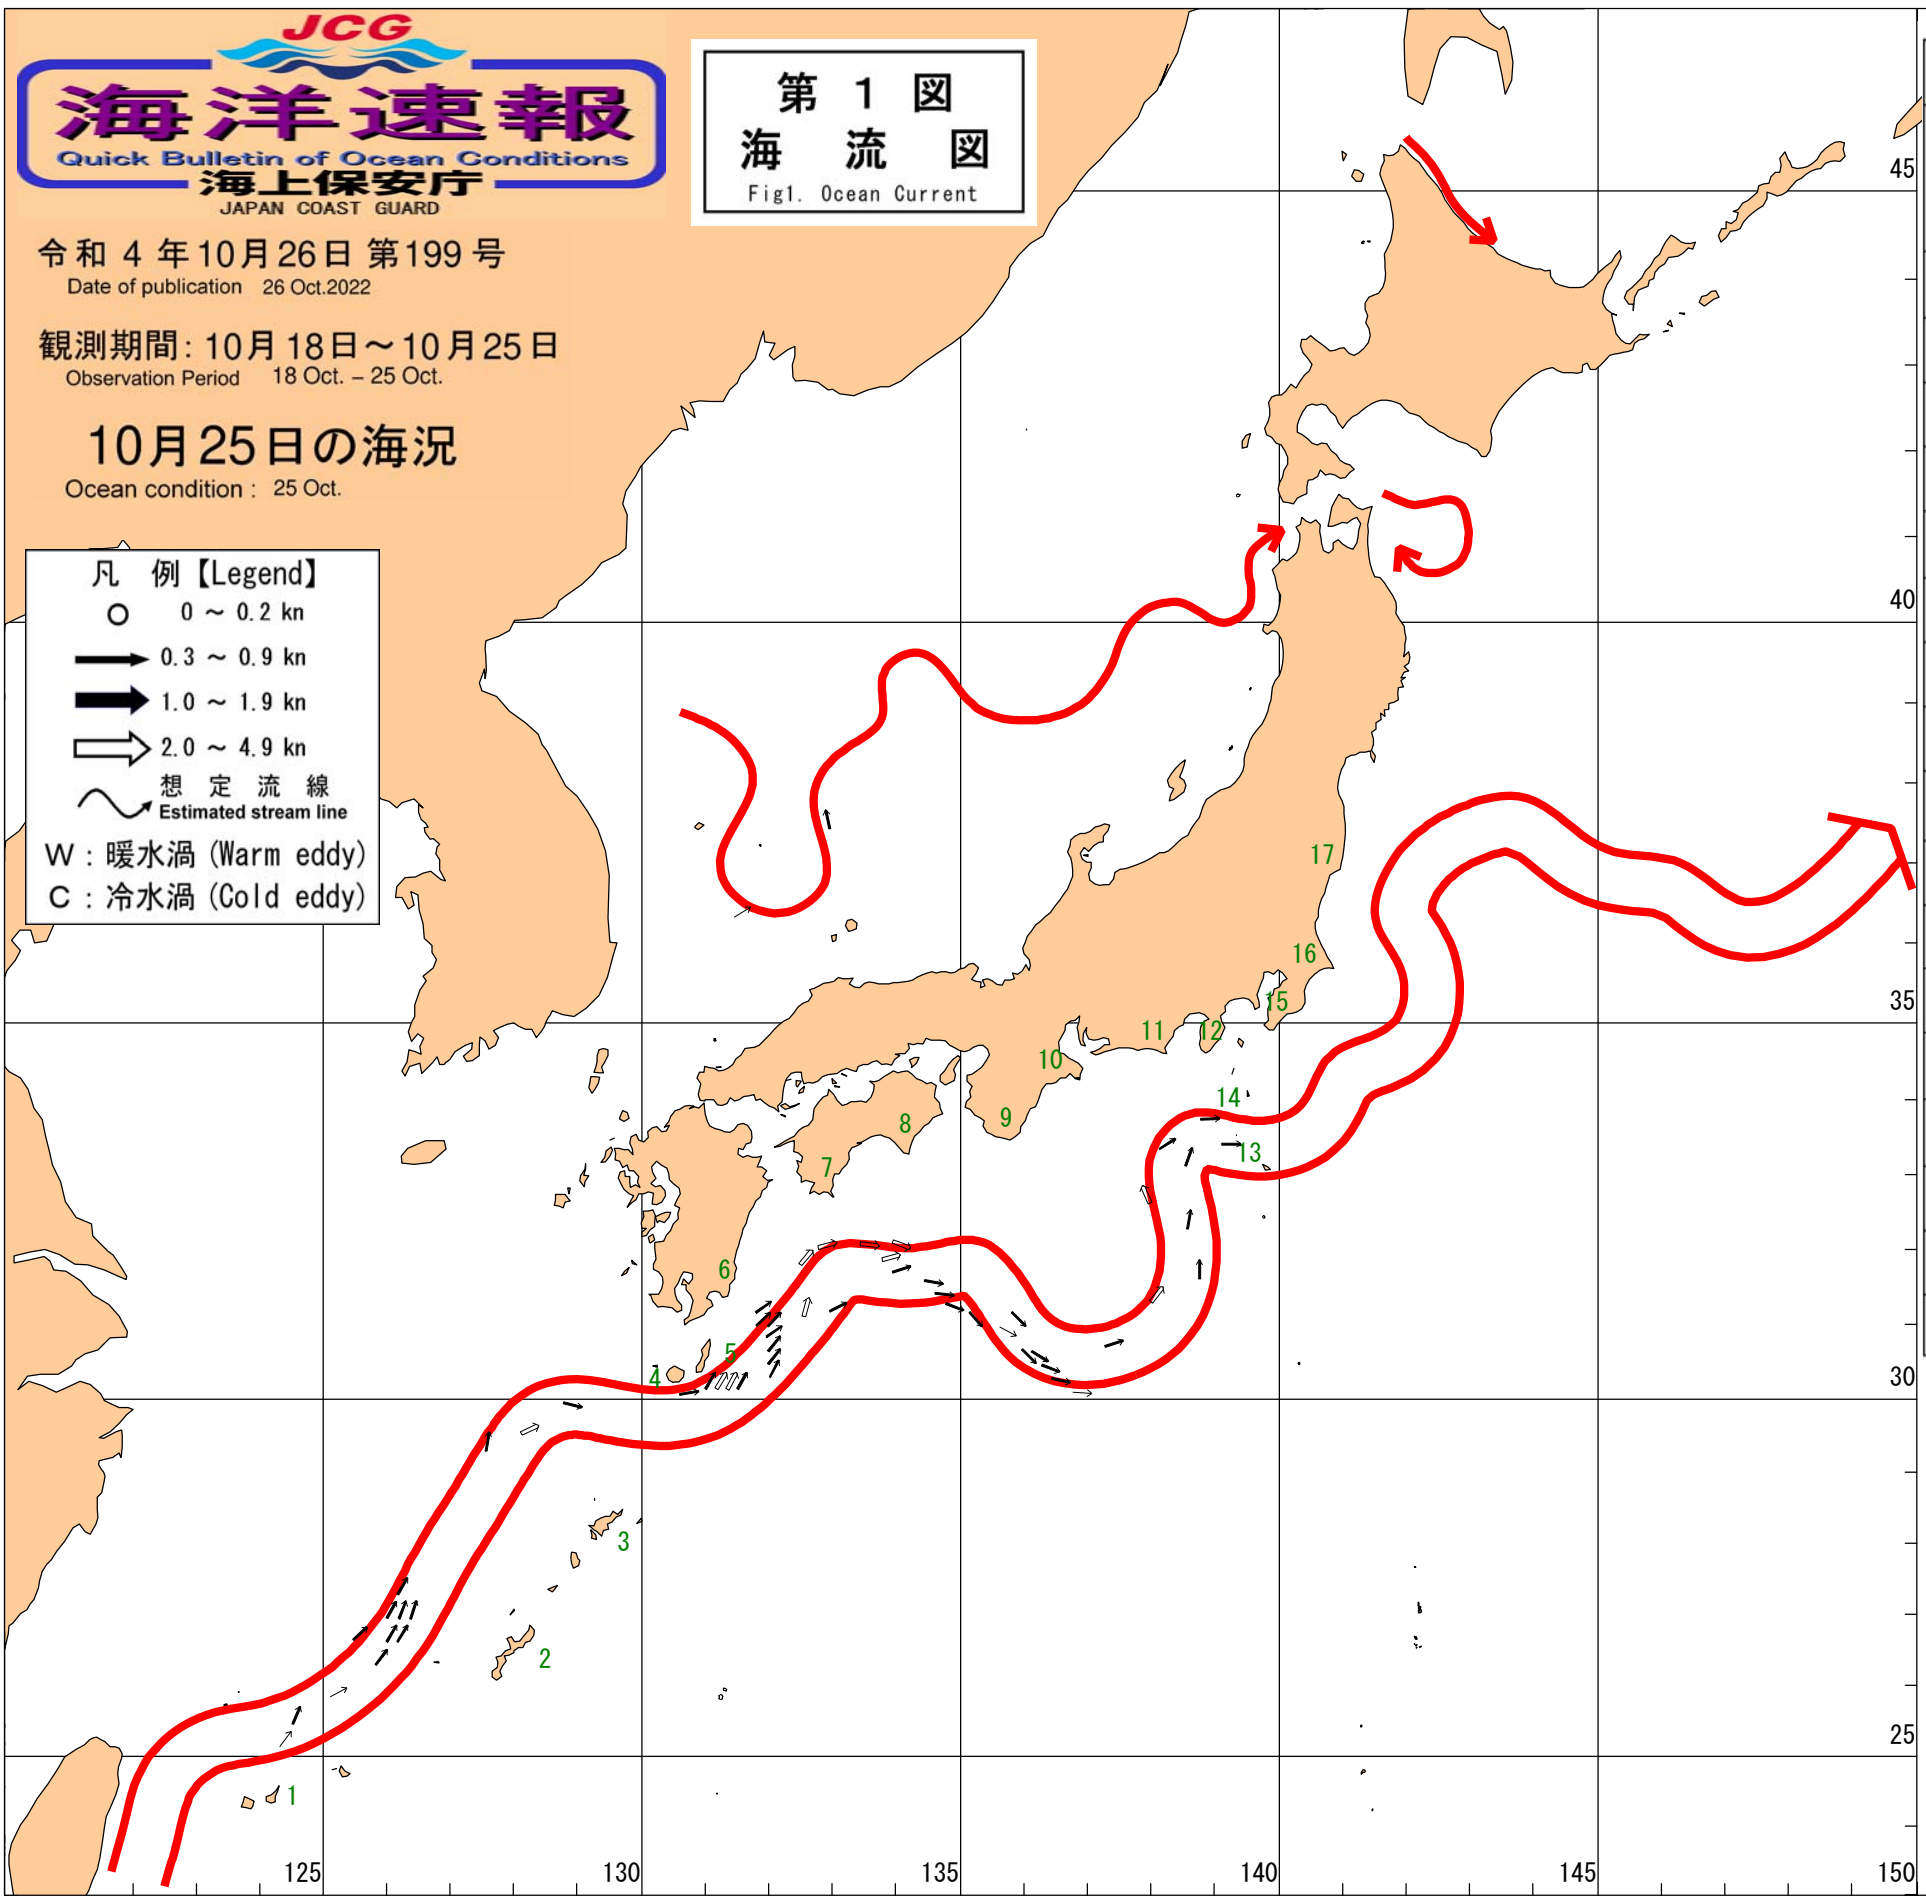 JCG
海洋速報
Quick Bulletin of Ocean Conditions
海上保安庁
JAPAN COAST GUARD
令和 4 年10月26日 第199号
Date of publication 26 Oct.2022
観測期間: 10月18日～10月25日
Observation Period 18 Oct. – 25 Oct.
10月25日の海況
Ocean condition : 25 Oct.
第 1 図
海 流 図
Fig1. Ocean Current
凡 例【Legend】
0 ～ 0.2 kn
0.3 ～ 0.9 kn
1.0 ～ 1.9 kn
2.0 ～ 4.9 kn
想 定 流 線
Estimated stream line
W : 暖水渦 (Warm eddy)
C : 冷水渦 (Cold eddy)
45
40
17
16
35
15
12
11
10
14
9
8
13
7
6
5
4
30
3
2
25
1
125
130
135
140
145
150